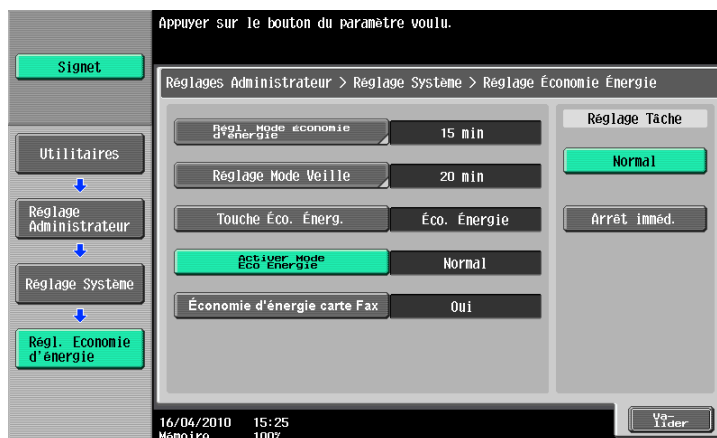 Appuyer sur le bouton du paramètre voulu.
Signet
Réglages Administrateur > Réglage Système > Réglage Économie Énergie
Utilitaires
Réglage
Administrateur
Réglage Système
Régl. Economie
d'énergie
Régl. Mode économie
d'énergie
15 min
Réglage Mode Veille
20 min
Touche Éco. Énerg.
Éco. Énergie
Activer Mode
Eco Energie
Normal
Économie d'énergie carte Fax
Oui
Réglage Tâche
Normal
Arrêt imméd.
16/04/2010 15:25
Mémoire 100%
Va-
lider